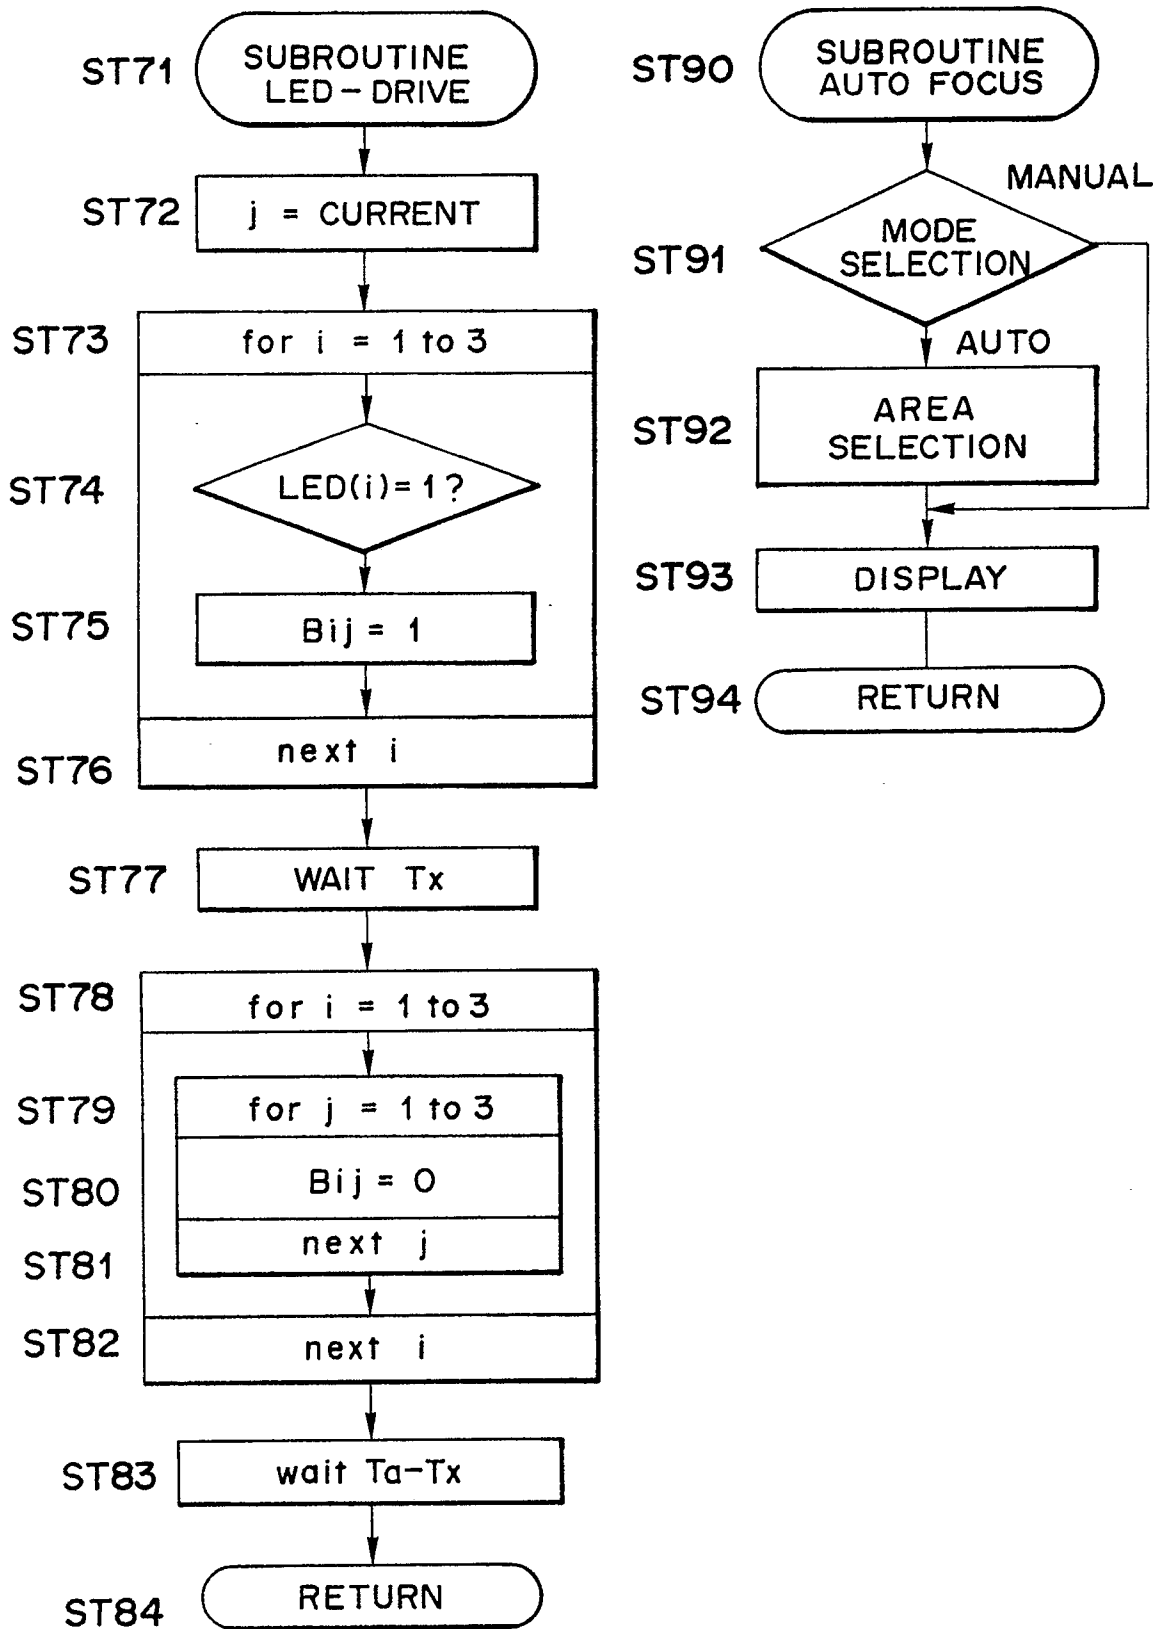 ST71
SUBROUTINE
LED-DRIVE
ST72
j = CURRENT
ST73
for i = 1 to 3
ST74
LED(i)=1?
ST75
Bij = 1
ST76
next i
ST77
WAIT Tx
ST78
for i = 1 to 3
ST79
for j = 1 to 3
ST80
Bij = 0
ST81
next j
ST82
next i
ST83
wait Ta-Tx
ST84
RETURN
ST90
SUBROUTINE
AUTO FOCUS
MANUAL
ST91
MODE
SELECTION
AUTO
ST92
AREA
SELECTION
ST93
DISPLAY
ST94
RETURN